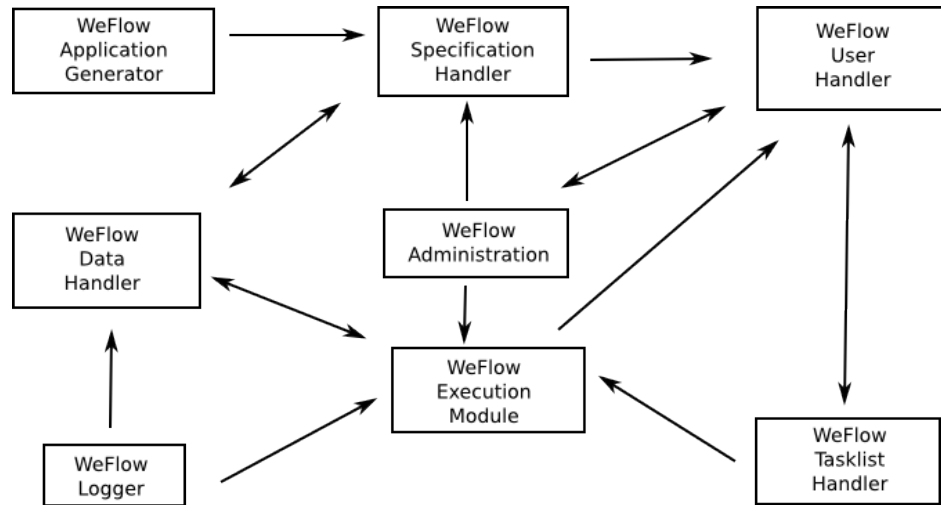 WeFlow
Application
Generator
WeFlow
Specification
Handler
WeFlow
User
Handler
WeFlow
Data
Handler
WeFlow
Administration
WeFlow
Execution
Module
WeFlow
Logger
WeFlow
Tasklist
Handler